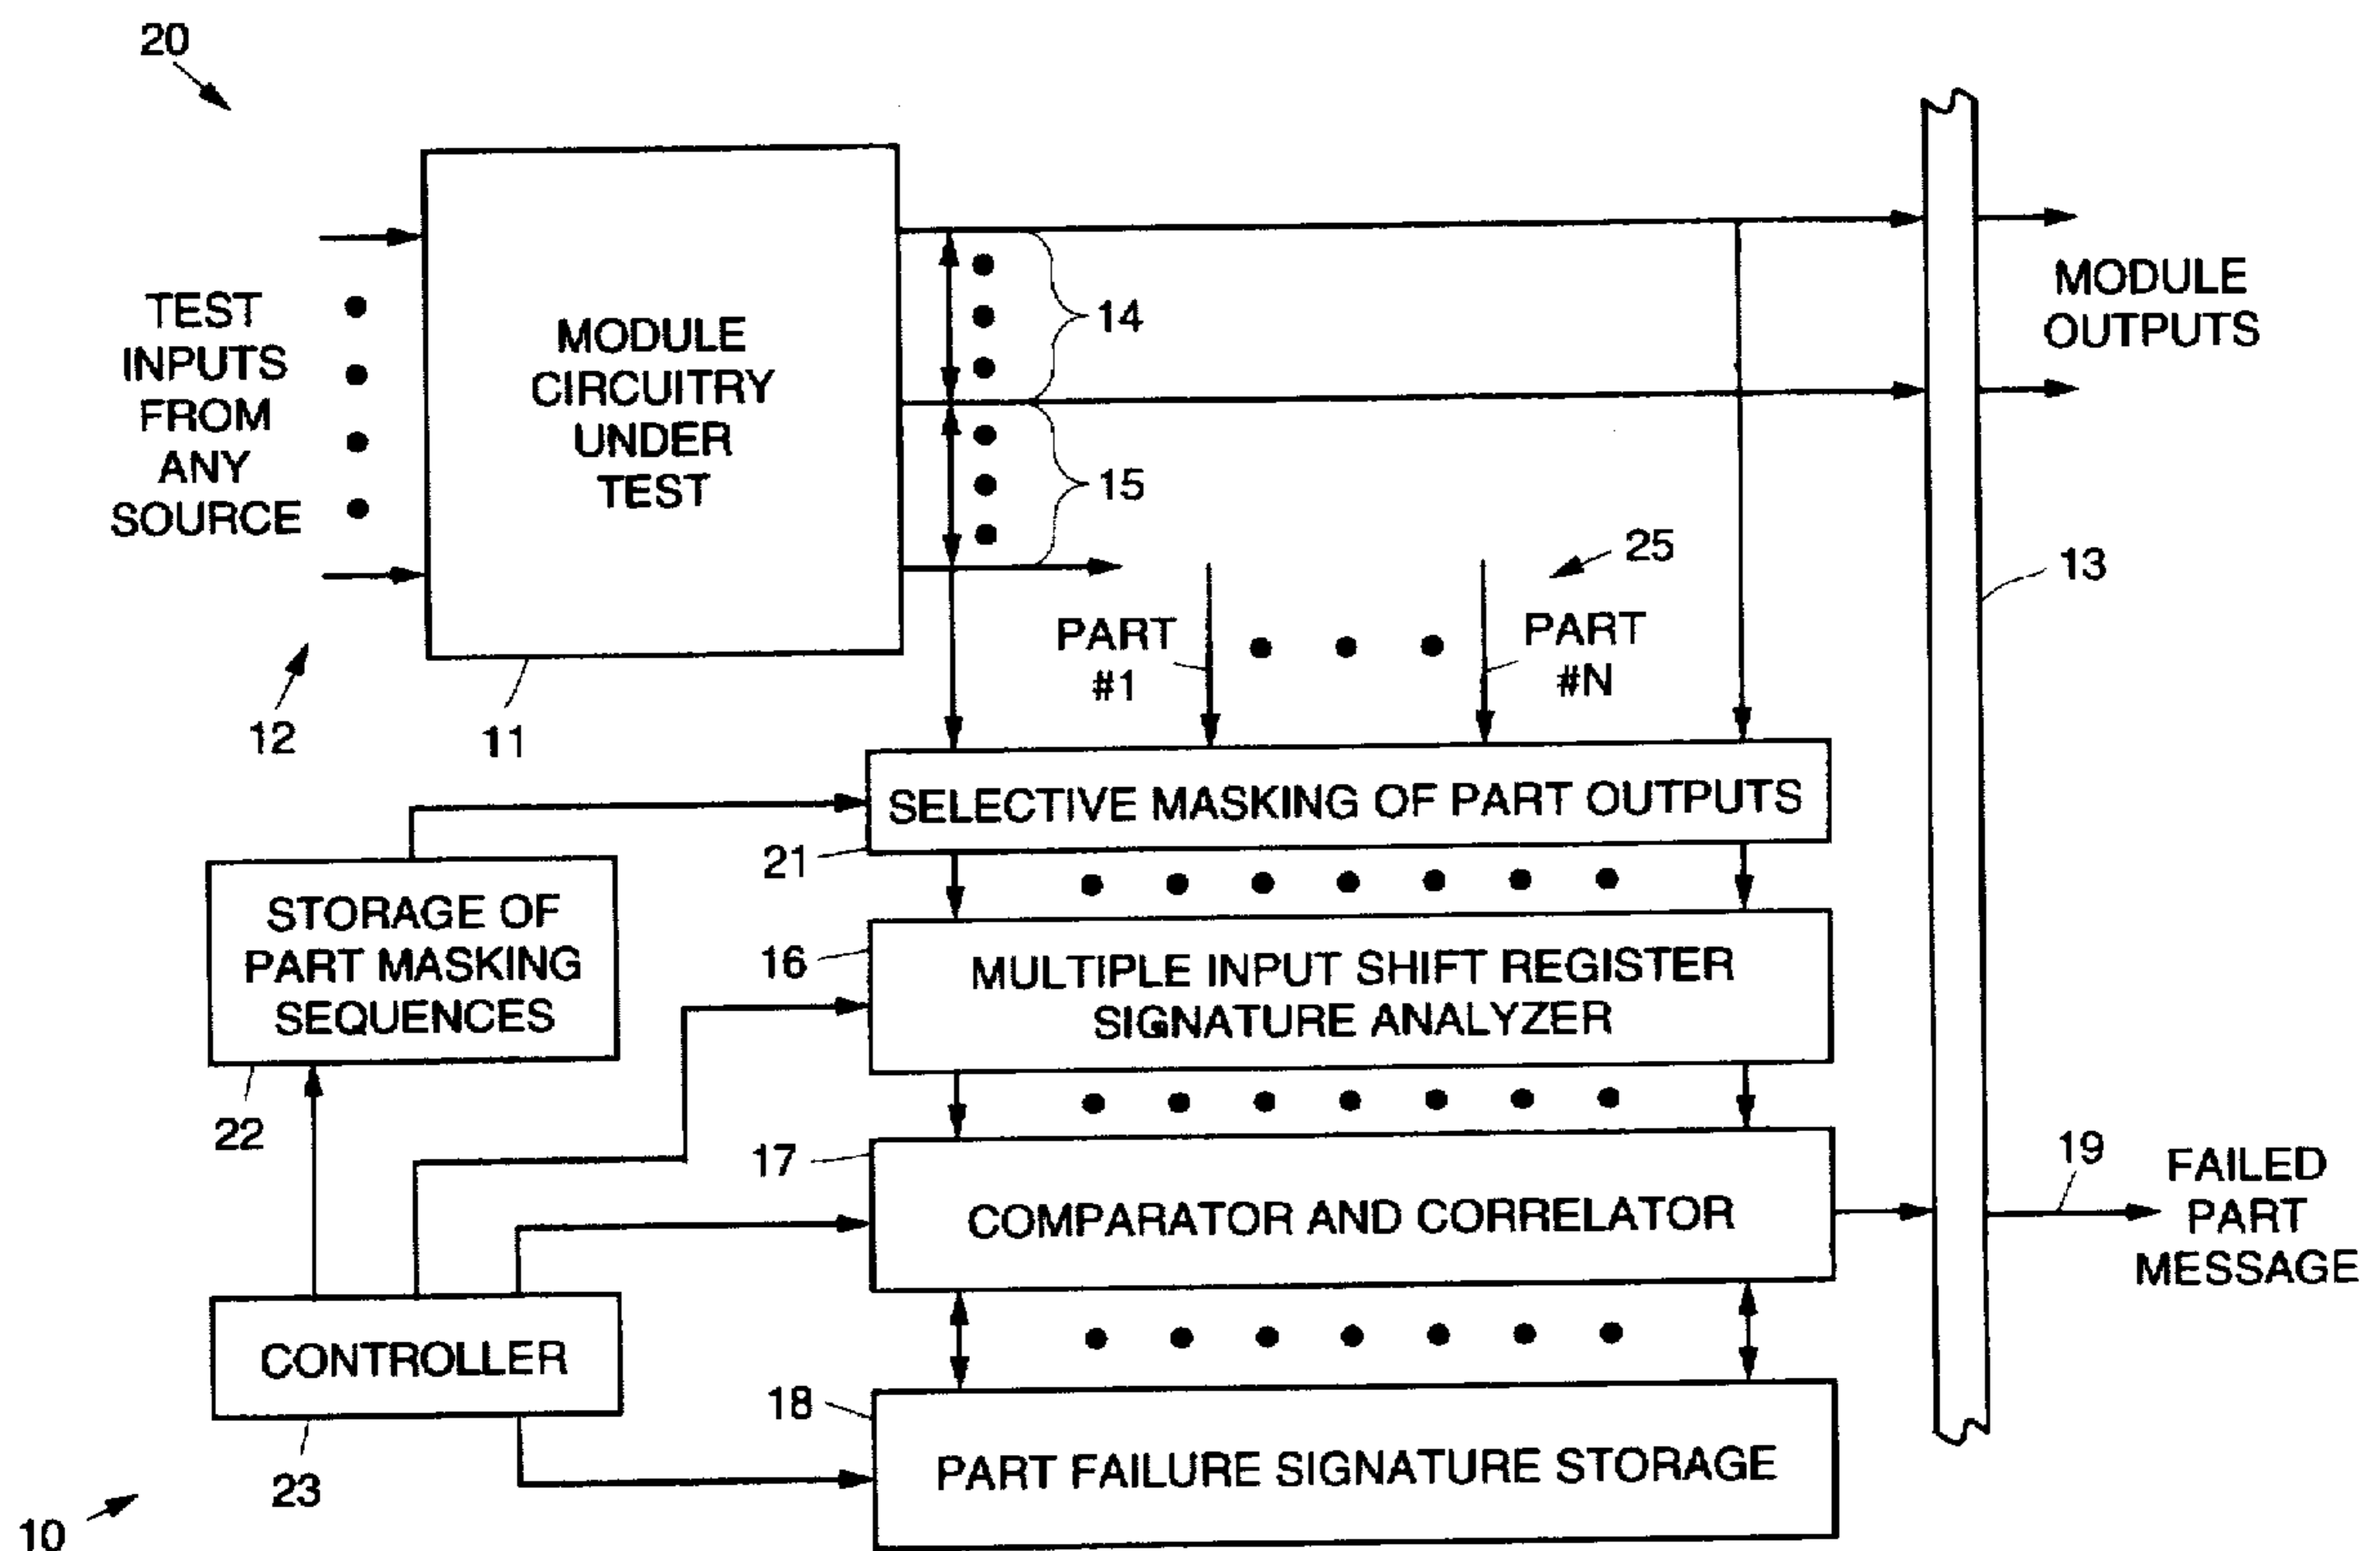 20
TEST
INPUTS
FROM
ANY
SOURCE
12
MODULE
CIRCUITRY
UNDER
TEST
11
14
15
MODULE
OUTPUTS
13
25
PART
#1
PART
#N
SELECTIVE MASKING OF PART OUTPUTS
21
STORAGE OF
PART MASKING
SEQUENCES
22
16
MULTIPLE INPUT SHIFT REGISTER
SIGNATURE ANALYZER
17
COMPARATOR AND CORRELATOR
19
FAILED
PART
MESSAGE
CONTROLLER
23
18
PART FAILURE SIGNATURE STORAGE
10